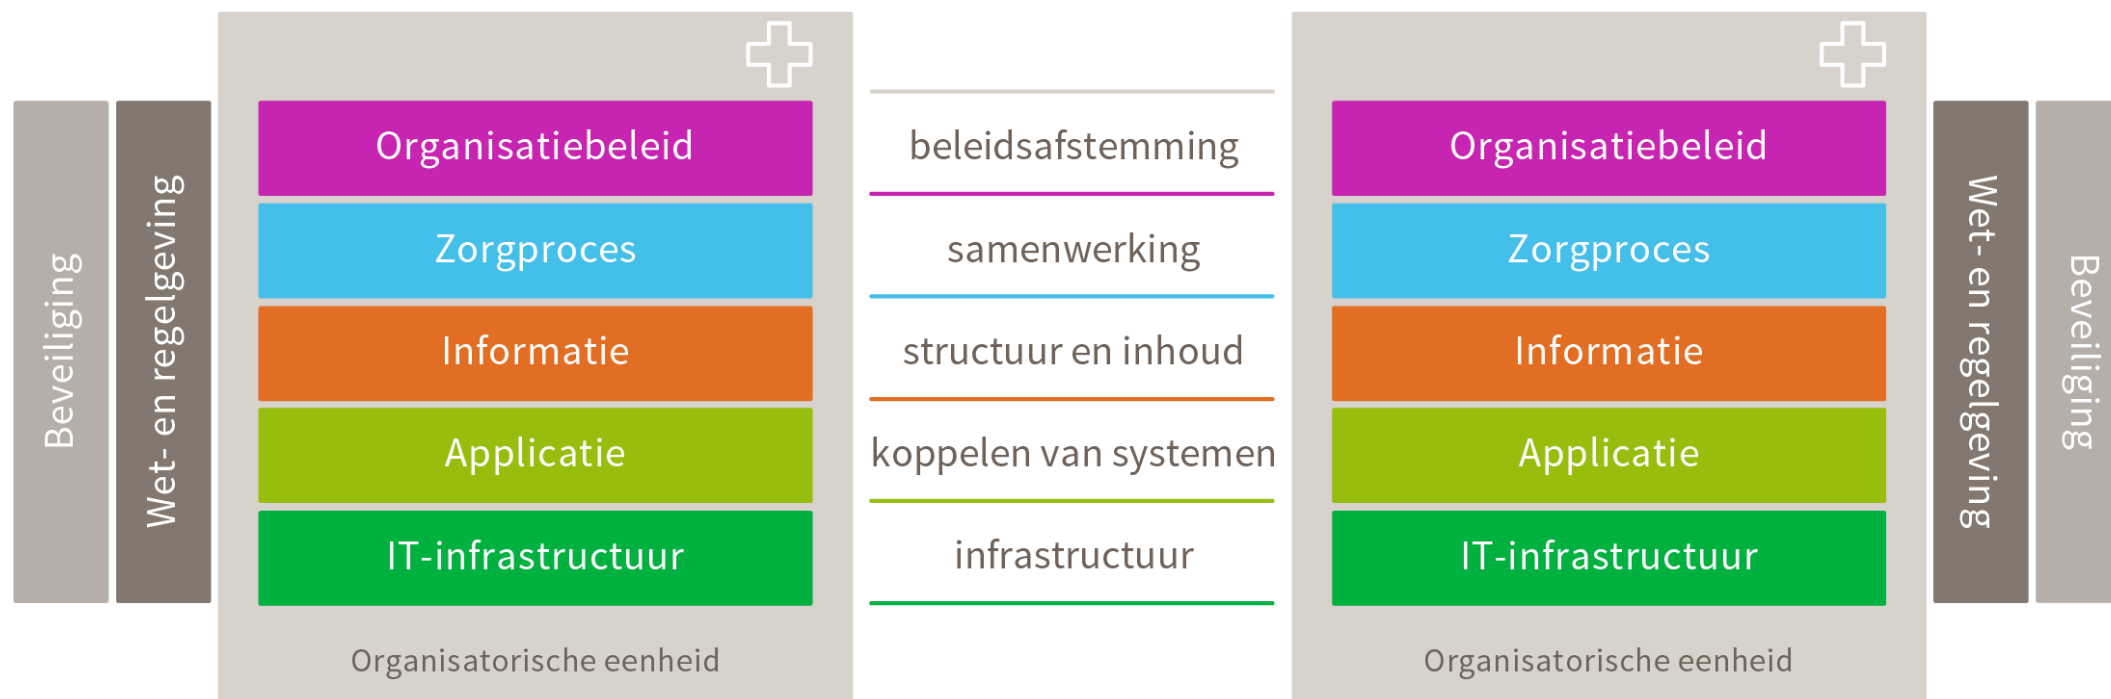 Beveiliging
Wet- en regelgeving
Organisatiebeleid
Zorgproces
Informatie
Applicatie
IT-infrastructuur
Organisatorische eenheid
beleidsafstemming
samenwerking
structuur en inhoud
koppelen van systemen
infrastructuur
Organisatiebeleid
Zorgproces
Informatie
Applicatie
IT-infrastructuur
Organisatorische eenheid
Wet- en regelgeving
Beveiliging